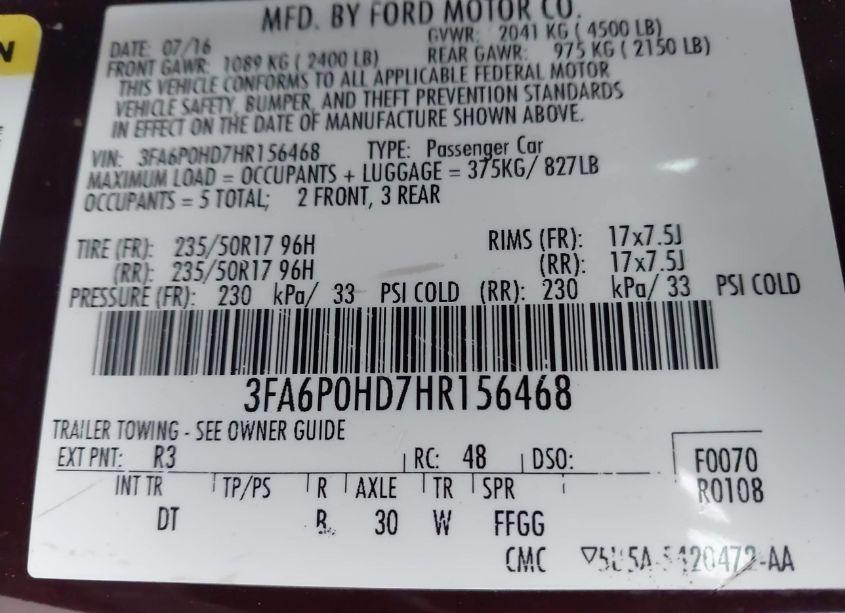 N
MFD. BY FORD MOTOR CO.
DATE: 07/16 GVWR: 2041 KG ( 4500 LB)
FRONT GAWR: 1089 KG ( 2400 LB) REAR GAWR: 975 KG ( 2150 LB)
THIS VEHICLE CONFORMS TO ALL APPLICABLE FEDERAL MOTOR
VEHICLE SAFETY, BUMPER, AND THEFT PREVENTION STANDARDS
IN EFFECT ON THE DATE OF MANUFACTURE SHOWN ABOVE.
VIN: 3FA6P0HD7HR156468 TYPE: Passenger Car
MAXIMUM LOAD = OCCUPANTS + LUGGAGE = 375KG/ 827LB
OCCUPANTS = 5 TOTAL; 2 FRONT, 3 REAR
TIRE (FR): 235/50R17 96H RIMS (FR): 17x7.5J
(RR): 235/50R17 96H (RR): 17x7.5J
PRESSURE (FR): 230 kPa/ 33 PSI COLD (RR): 230 kPa/ 33 PSI COLD
3FA6P0HD7HR156468
TRAILER TOWING - SEE OWNER GUIDE
EXT PNT: R3 RC: 48 DSO: F0070
INT TR TP/PS R AXLE TR SPR R0108
DT B 30 W FFGG
CMC